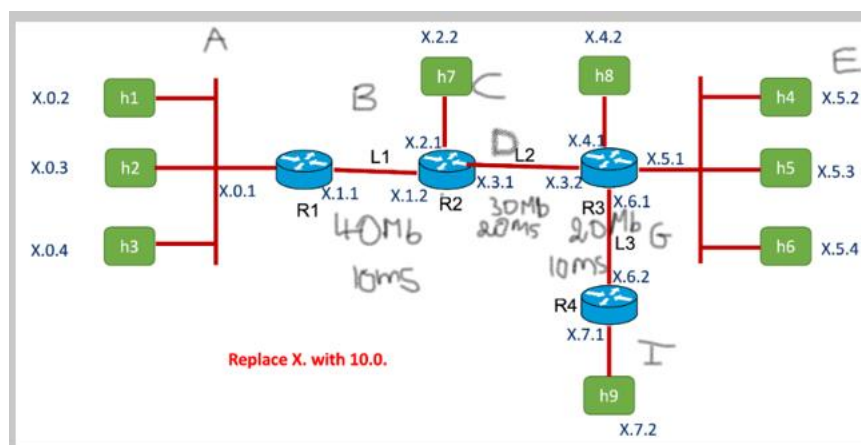 A
X.2.2
X.4.2
E
X.0.2
h1
B
h7
C
h8
h4
X.5.2
X.0.3
h2
L1
X.2.1
D
L2
X.4.1
X.5.1
h5
X.5.3
X.0.1
X.1.1
X.1.2
X.3.1
X.3.2
R1
R2
R3
X.6.1
X.0.4
h3
40Mb
10ms
30Mb
20ms
20Mb
10ms
L3
G
h6
X.5.4
X.6.2
R4
X.7.1
I
Replace X. with 10.0.
h9
X.7.2